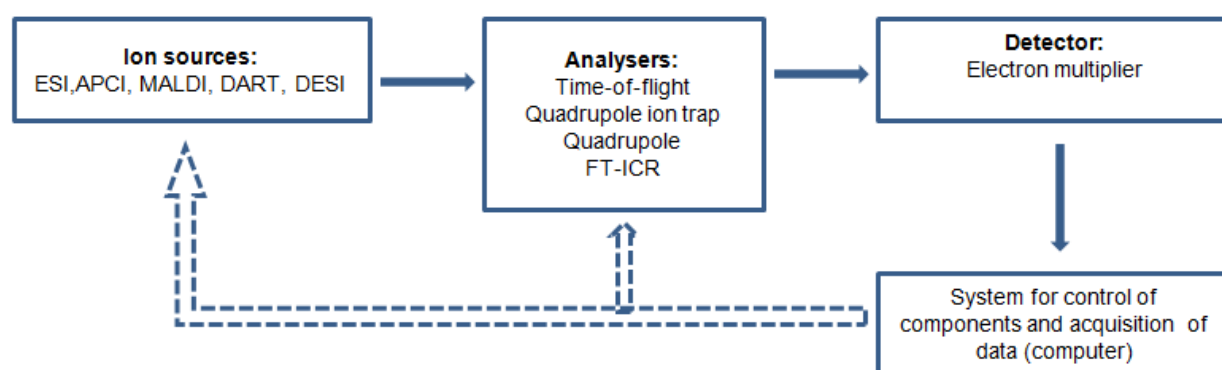 Ion sources:
ESI,APCI, MALDI, DART, DESI
Analysers:
Time-of-flight
Quadrupole ion trap
Quadrupole
FT-ICR
Detector:
Electron multiplier
System for control of
components and acquisition of
data (computer)